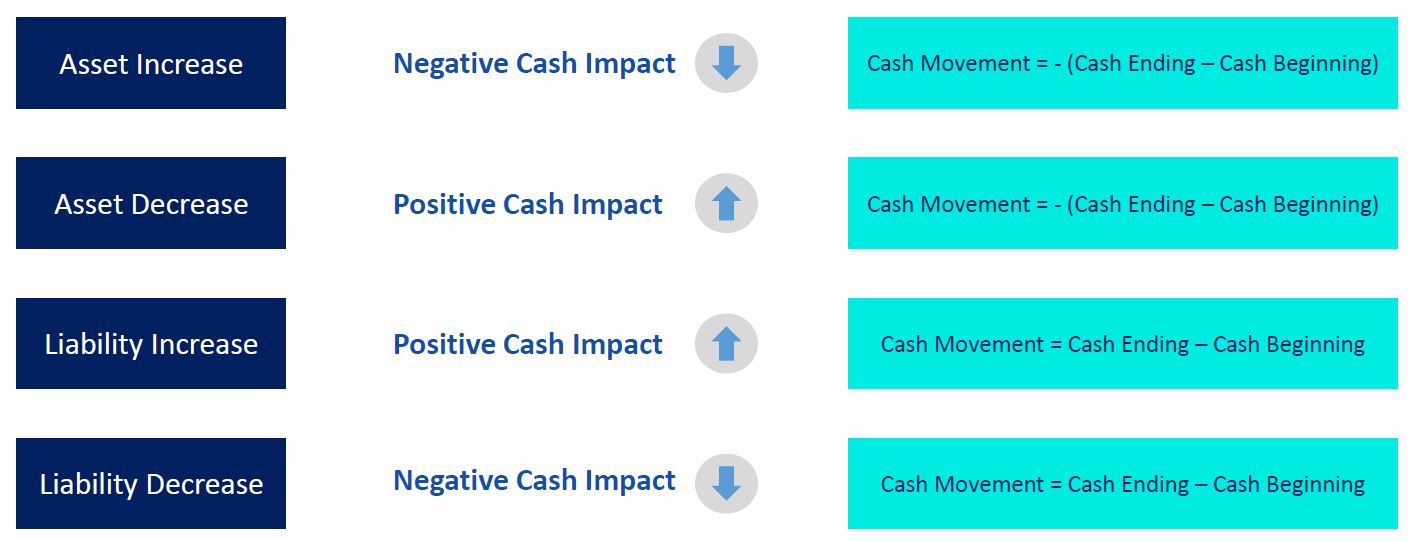 Asset Increase
Negative Cash Impact
Cash Movement = - (Cash Ending – Cash Beginning)
Asset Decrease
Positive Cash Impact
Cash Movement = - (Cash Ending – Cash Beginning)
Liability Increase
Positive Cash Impact
Cash Movement = Cash Ending – Cash Beginning
Liability Decrease
Negative Cash Impact
Cash Movement = Cash Ending – Cash Beginning